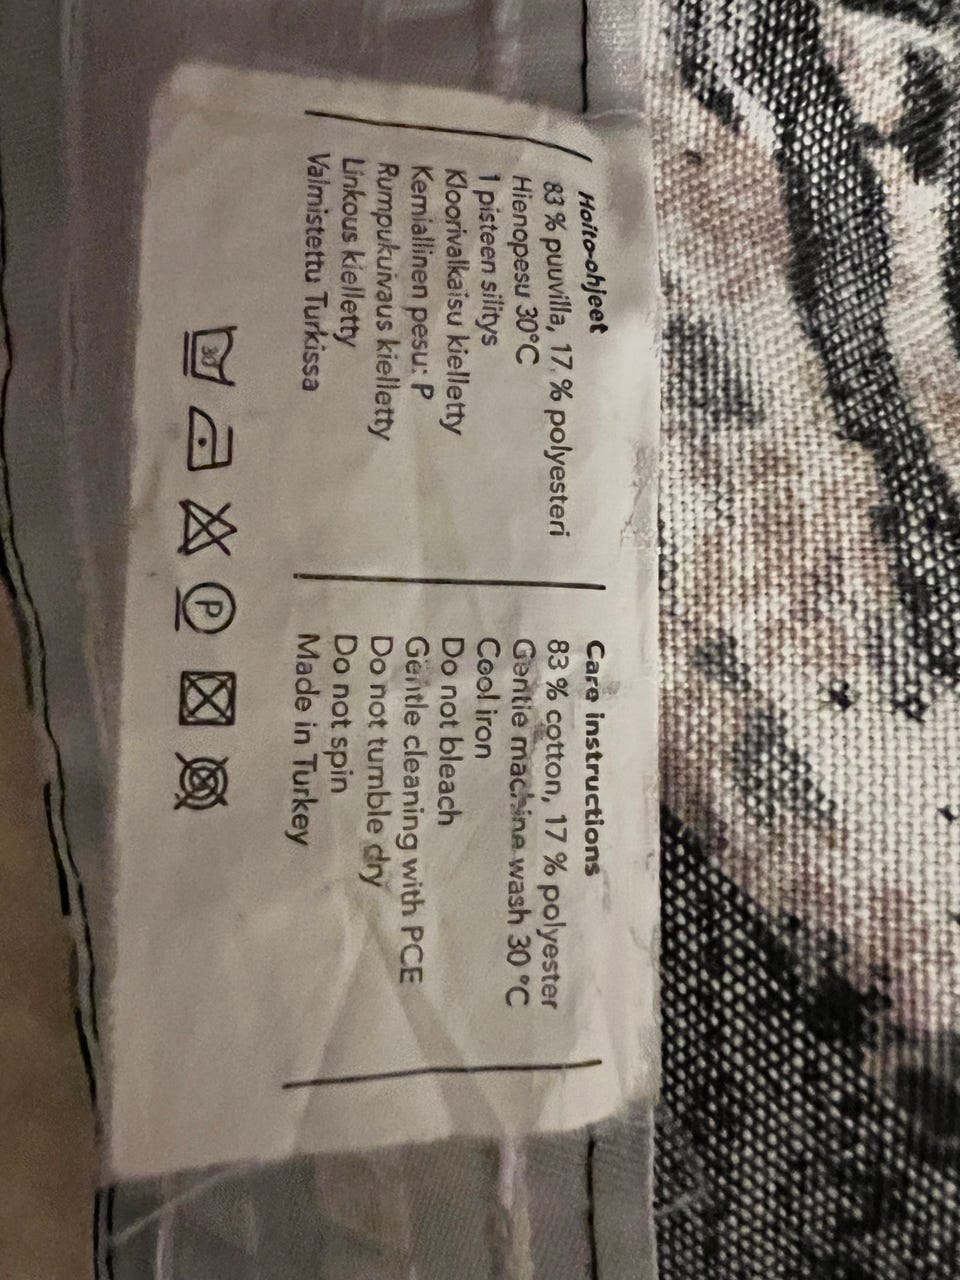 Hoito-ohjeet
83 % puuvilla, 17 % polyesteri
Hienopesu 30°C
1 pisteen silitys
Kloorivalkaisu kielletty
Kemiallinen pesu: P
Rumpukuivaus kielletty
Linkous kielletty
Valmistettu Turkissa
Care instructions
83 % cotton, 17 % polyester
Gentle machine wash 30 °C
Cool iron
Do not bleach
Gentle cleaning with PCE
Do not tumble dry
Do not spin
Made in Turkey
30 P